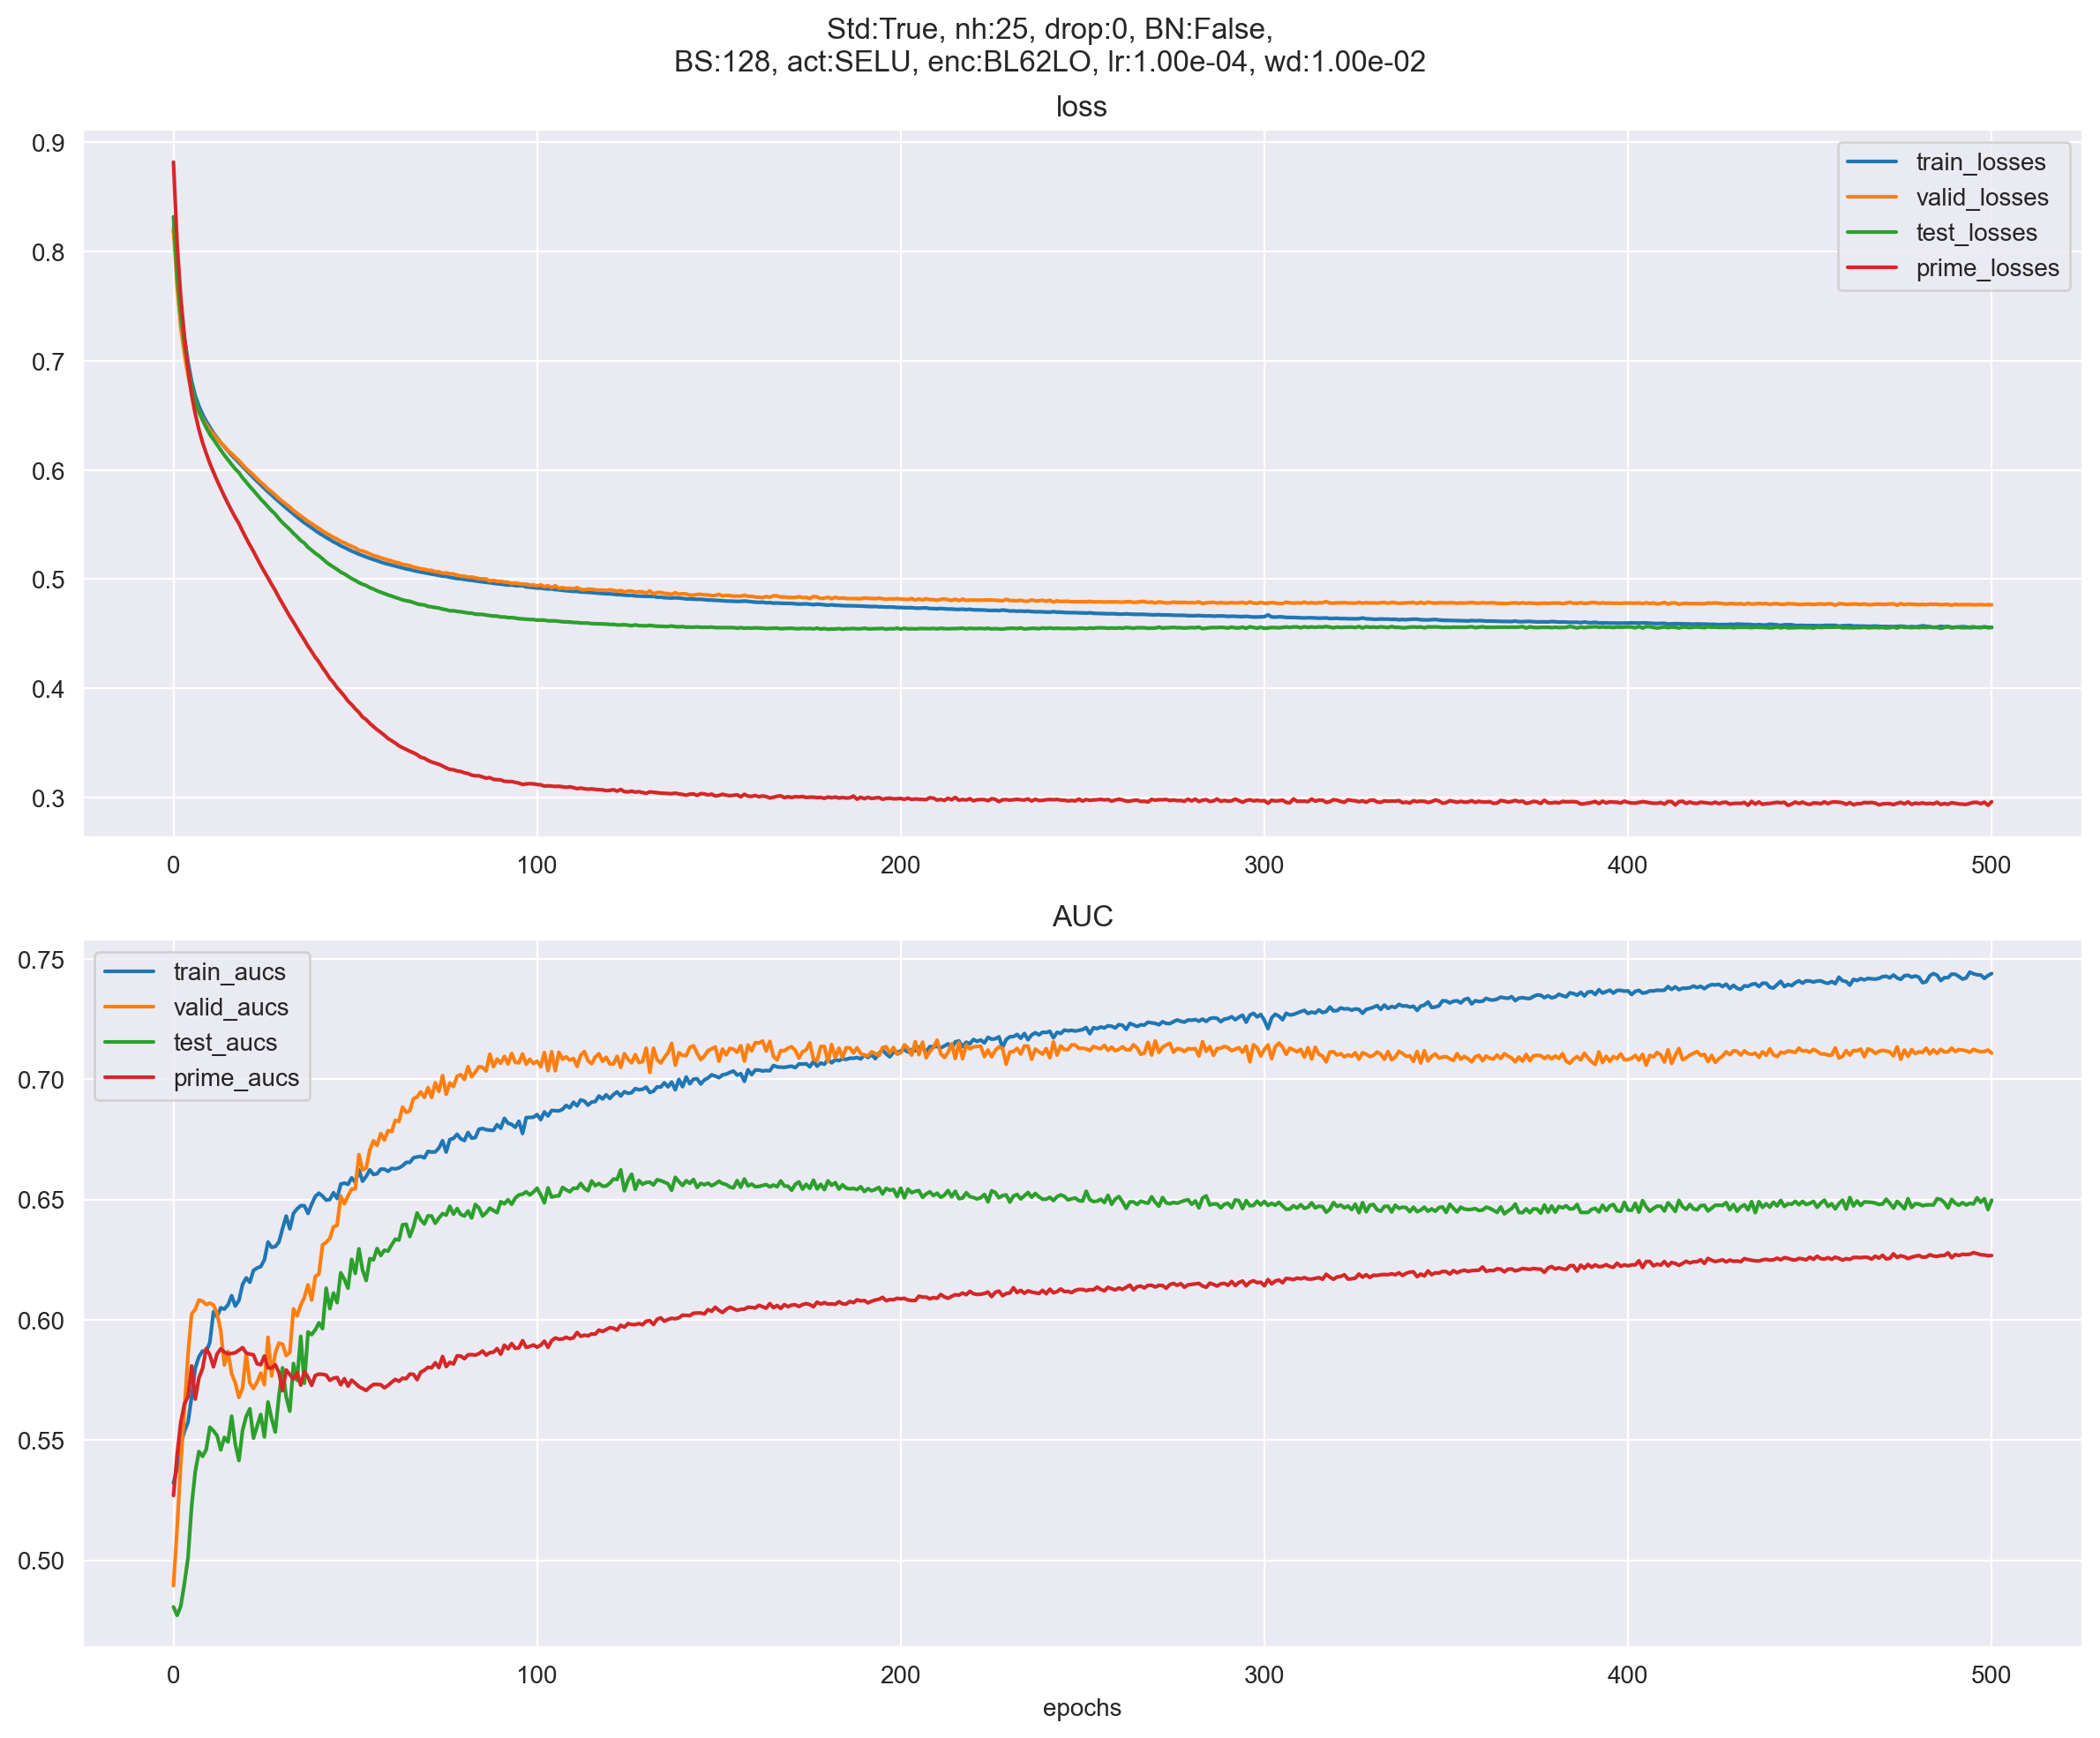 Std:True, nh:25, drop:0, BN:False,
BS:128, act:SELU, enc:BL62LO, lr:1.00e-04, wd:1.00e-02
loss
0.9
0.8
0.7
0.6
0.5
0.4
0.3
train_losses
valid_losses
test_losses
prime_losses
0 100 200 300 400 500
AUC
0.75
0.70
0.65
0.60
0.55
0.50
train_aucs
valid_aucs
test_aucs
prime_aucs
0 100 200 300 400 500
epochs